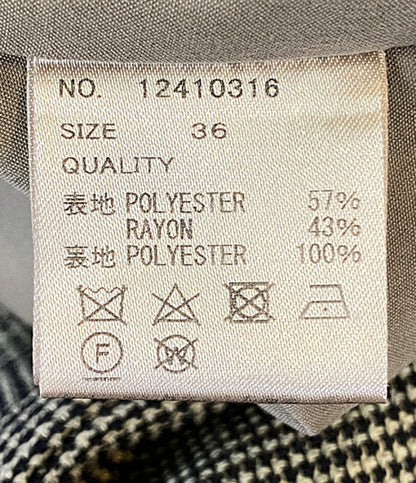 NO. 12410316
SIZE 36
QUALITY
表地 POLYESTER 57%
RAYON 43%
裏地 POLYESTER 100%
F W